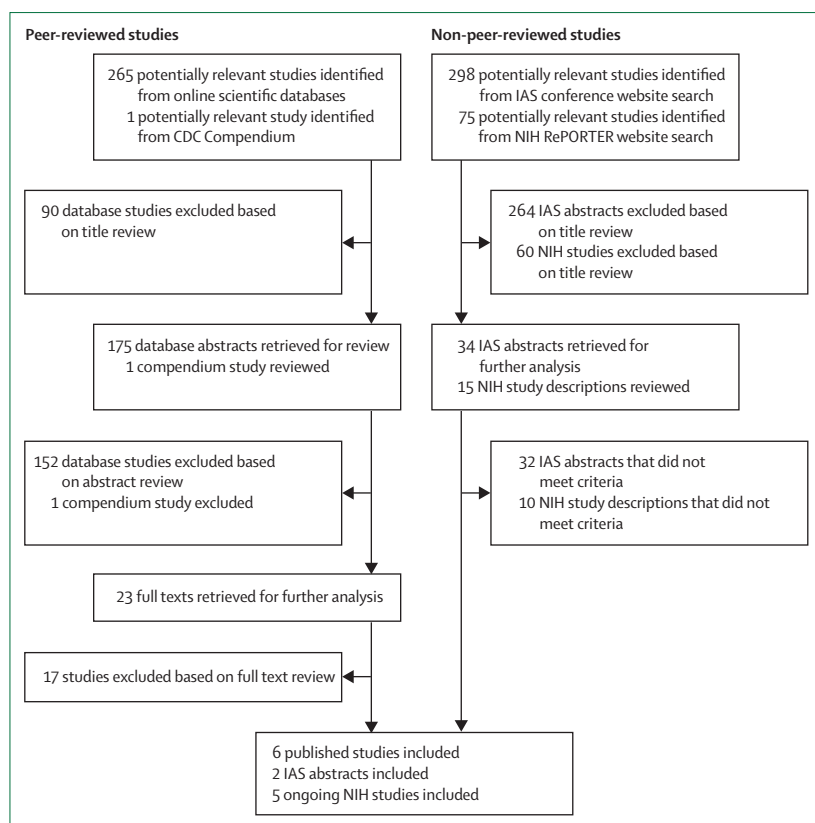 Peer-reviewed studies
265 potentially relevant studies identified
from online scientific databases
1 potentially relevant study identified
from CDC Compendium
90 database studies excluded based
on title review
175 database abstracts retrieved for review
1 compendium study reviewed
152 database studies excluded based
on abstract review
1 compendium study excluded
23 full texts retrieved for further analysis
17 studies excluded based on full text review
Non-peer-reviewed studies
298 potentially relevant studies identified
from IAS conference website search
75 potentially relevant studies identified
from NIH RePORTER website search
264 IAS abstracts excluded based
on title review
60 NIH studies excluded based
on title review
34 IAS abstracts retrieved for
further analysis
15 NIH study descriptions reviewed
32 IAS abstracts that did not
meet criteria
10 NIH study descriptions that did not
meet criteria
6 published studies included
2 IAS abstracts included
5 ongoing NIH studies included